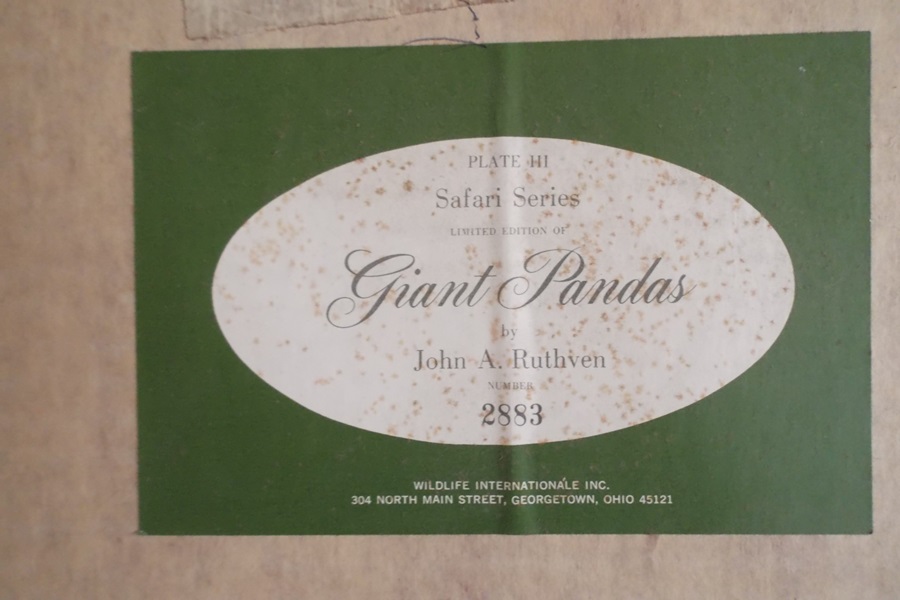 PLATE III
Safari Series
LIMITED EDITION OF
Giant Pandas
by
John A. Ruthven
NUMBER
2883
WILDLIFE INTERNATIONALE INC.
304 NORTH MAIN STREET, GEORGETOWN, OHIO 45121